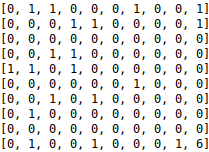 [0, 1, 1, 0, 0, 0, 1, 0, 0, 1]
[0, 0, 0, 1, 1, 0, 0, 0, 0, 1]
[0, 0, 0, 0, 0, 0, 0, 0, 0, 0]
[0, 0, 1, 1, 0, 0, 0, 0, 0, 0]
[1, 1, 0, 1, 0, 0, 0, 0, 0, 0]
[0, 0, 0, 0, 0, 0, 1, 0, 0, 0]
[0, 0, 1, 0, 1, 0, 0, 0, 0, 0]
[0, 1, 0, 0, 0, 0, 0, 0, 0, 0]
[0, 0, 0, 0, 0, 0, 0, 0, 0, 0]
[0, 1, 0, 0, 1, 0, 0, 0, 1, 6]